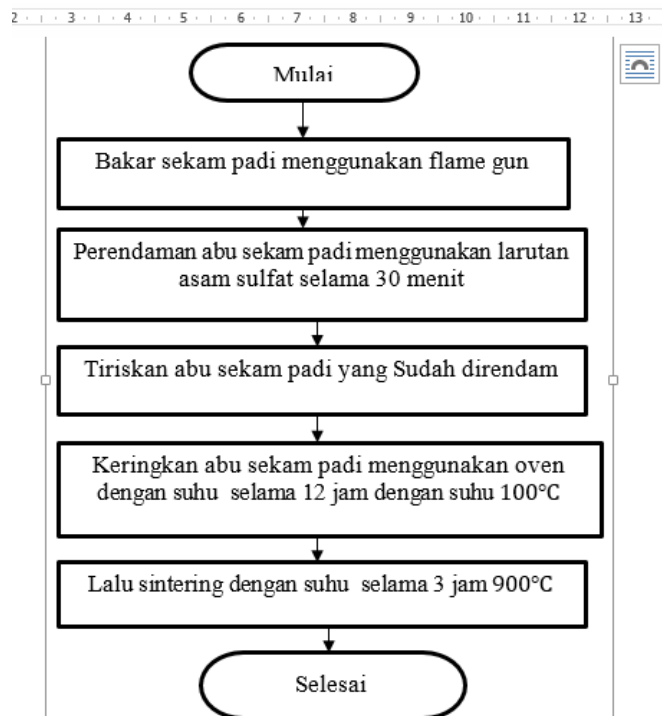 2 3 4 5 6 7 8 9 10 11 12 13
Mulai
Bakar sekam padi menggunakan flame gun
Perendaman abu sekam padi menggunakan larutan
asam sulfat selama 30 menit
Tiriskan abu sekam padi yang Sudah direndam
Keringkan abu sekam padi menggunakan oven
dengan suhu selama 12 jam dengan suhu 100°C
Lalu sintering dengan suhu selama 3 jam 900°C
Selesai